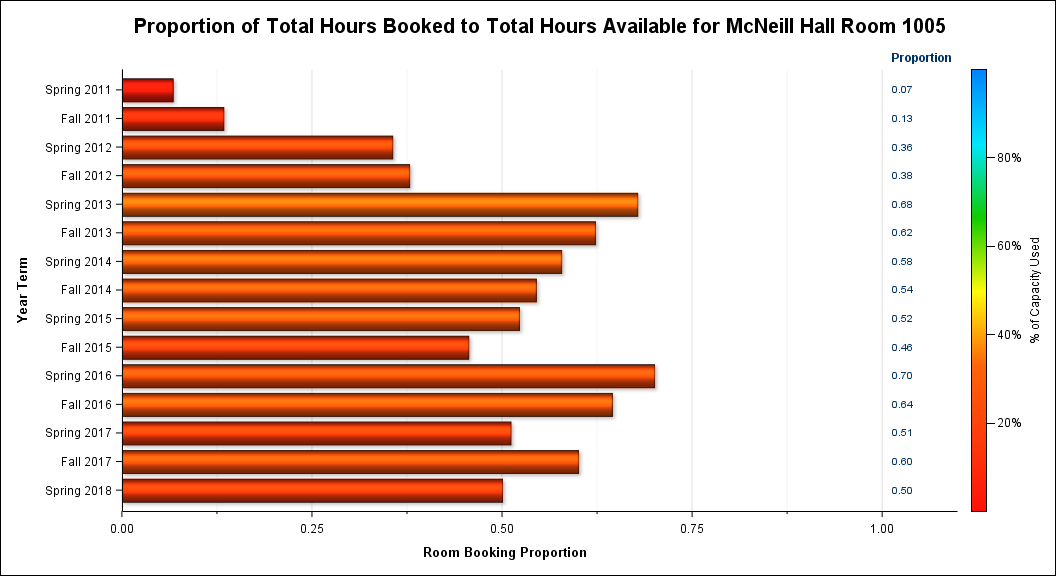 Proportion of Total Hours Booked to Total Hours Available for McNeill Hall Room 1005
Proportion
Spring 2011 0.07
Fall 2011 0.13
Spring 2012 0.36
Fall 2012 0.38
Spring 2013 0.68
Fall 2013 0.62
Spring 2014 0.58
Fall 2014 0.54
Spring 2015 0.52
Fall 2015 0.46
Spring 2016 0.70
Fall 2016 0.64
Spring 2017 0.51
Fall 2017 0.60
Spring 2018 0.50
Year Term
0.00 0.25 0.50 0.75 1.00
Room Booking Proportion
80%
60%
40%
20%
% of Capacity Used